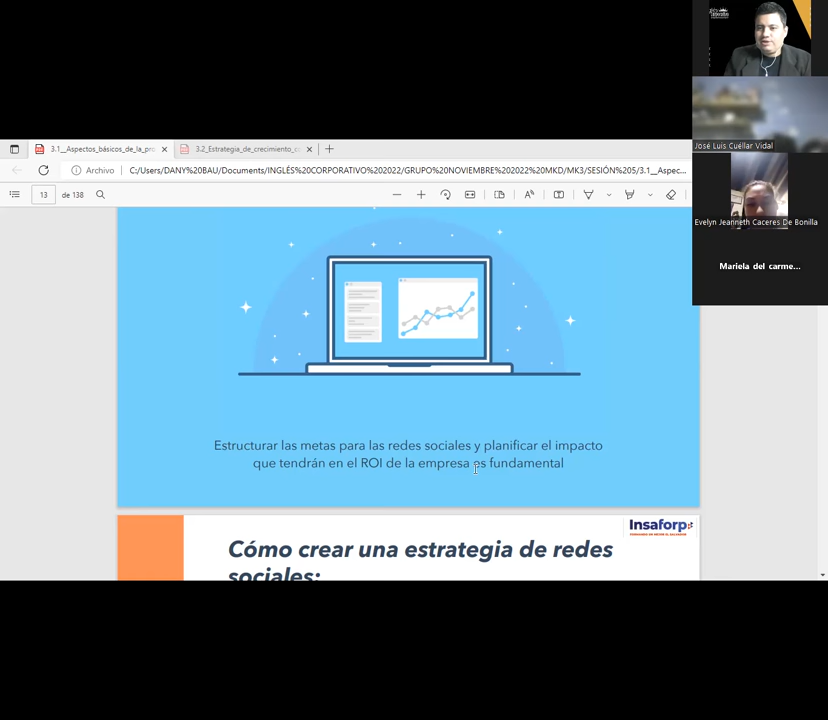 3.1__Aspectos_básicos_de_la_pro
3.2_Estrategia_de_crecimiento_c
Archivo
C:/Users/DANY%20BAU/Documents/INGLÉS%20CORPORATIVO%202022/GRUPO%20NOVIEMBRE%202022%20MKD/MK3/SESIÓN%205/3.1__Aspec...
13
de 138
José Luis Cuéllar Vidal
Evelyn Jeanneth Caceres De Bonilla
Mariela del carme...
Estructurar las metas para las redes sociales y planificar el impacto
que tendrán en el ROI de la empresa es fundamental
Insaforp
Cómo crear una estrategia de redes
sociales: